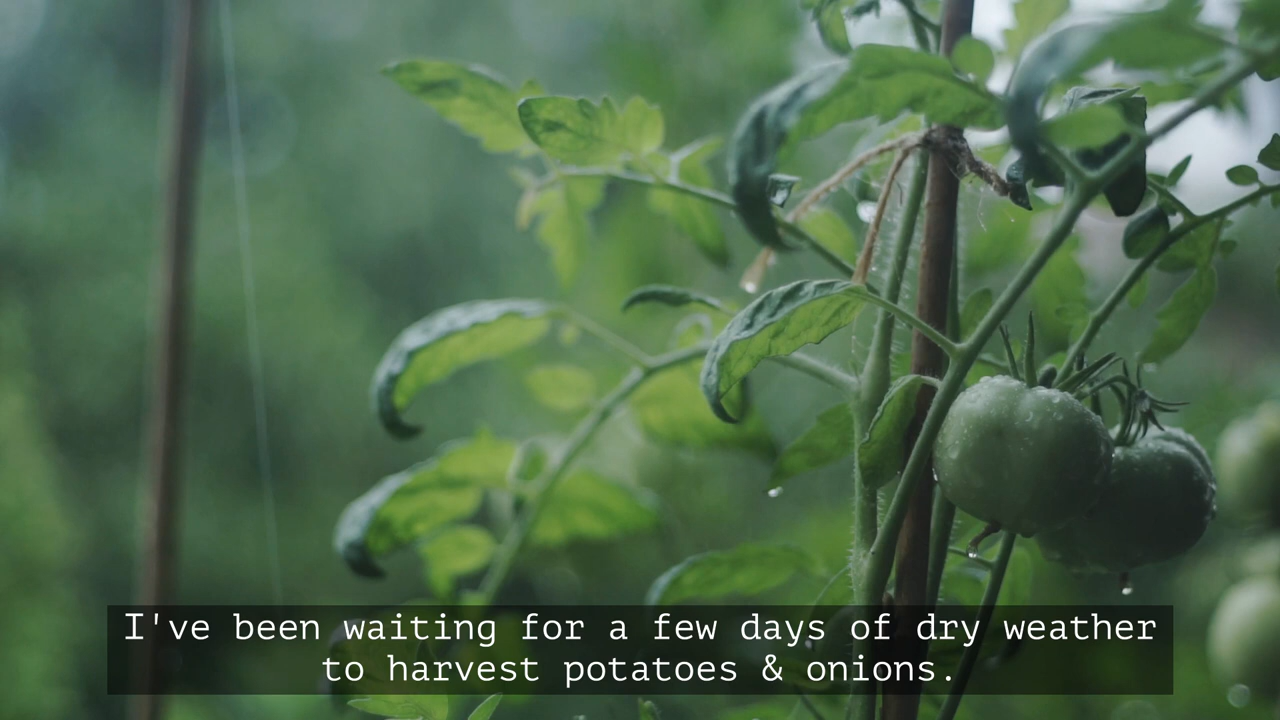 I've been waiting for a few days of dry weather
to harvest potatoes & onions.